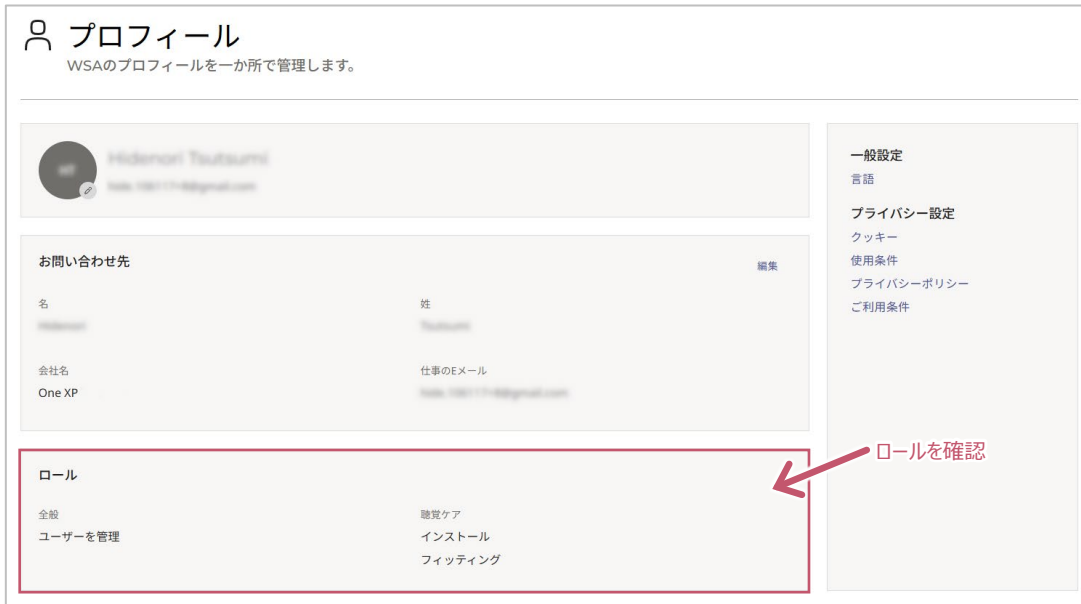 プロフィール
WSAのプロフィールを一か所で管理します。
お問い合わせ先
編集
名
姓
会社名
仕事のEメール
One XP
ロール
全般
聴覚ケア
ユーザーを管理
インストール
フィッティング
一般設定
言語
プライバシー設定
クッキー
使用条件
プライバシーポリシー
ご利用条件
ロールを確認